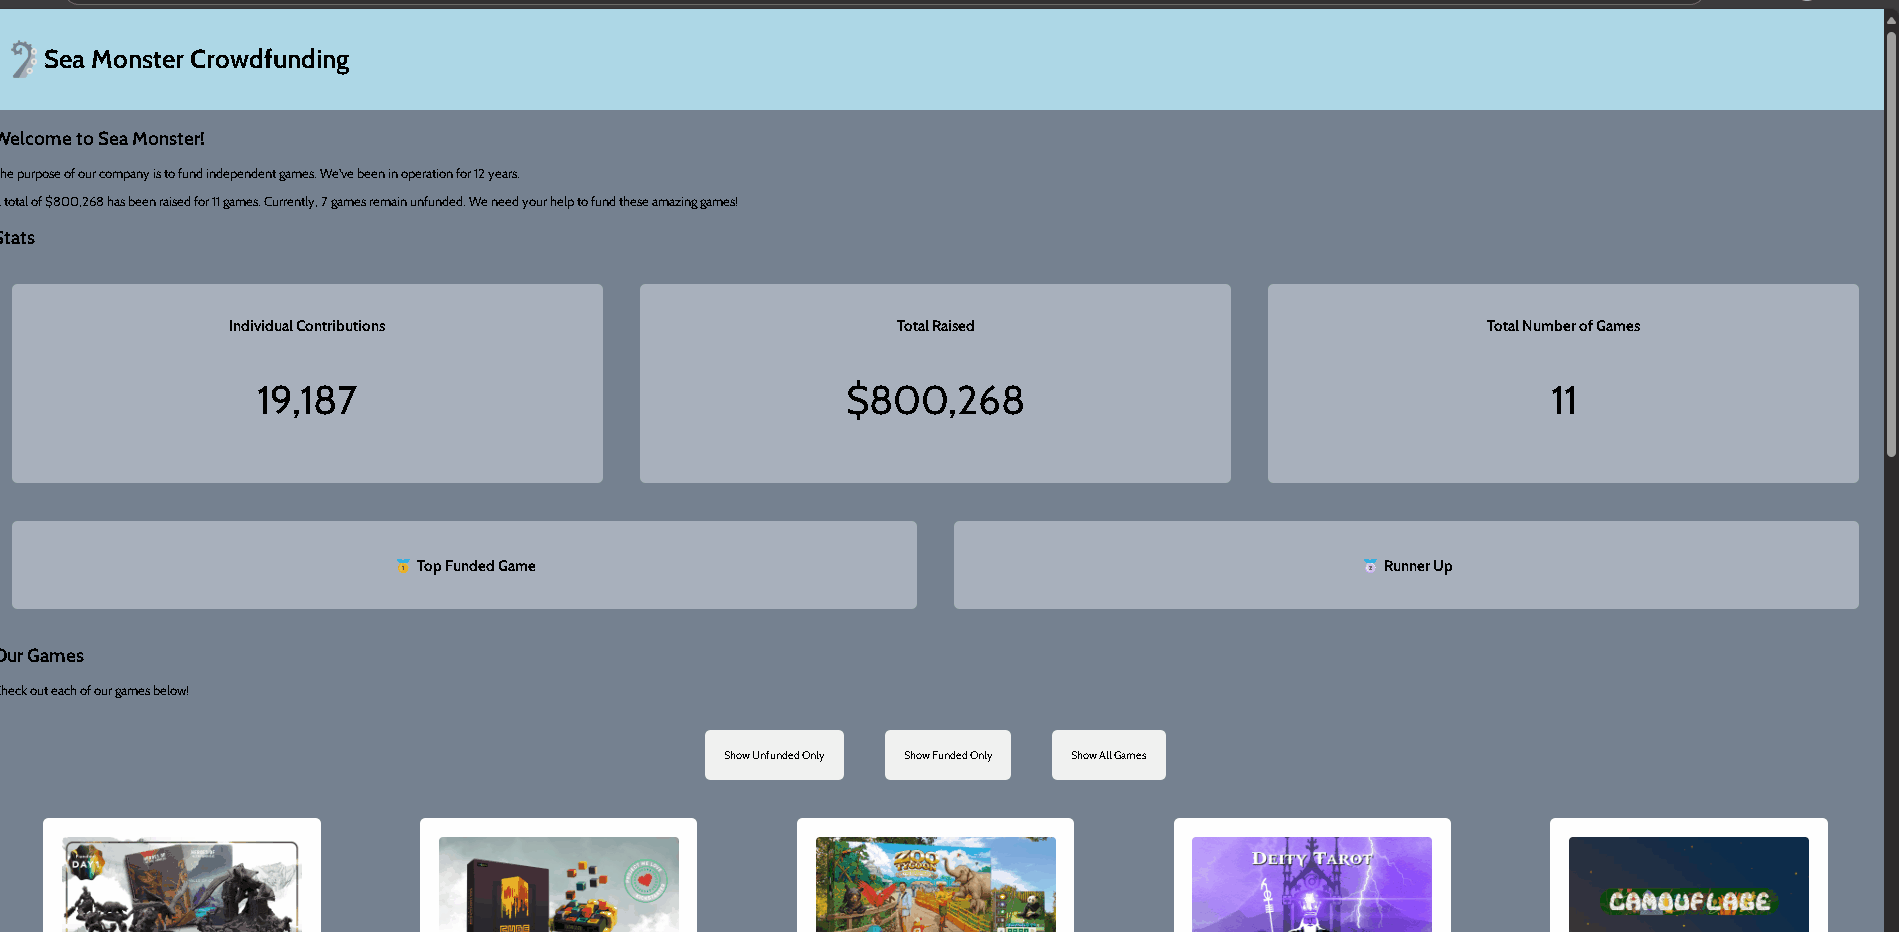 Sea Monster Crowdfunding
Welcome to Sea Monster!
he purpose of our company is to fund independent games. We've been in operation for 12 years.
total of $800,268 has been raised for 11 games. Currently, 7 games remain unfunded. We need your help to fund these amazing games!
Stats
Individual Contributions
Total Raised
Total Number of Games
19,187
$800,268
11
Top Funded Game
Runner Up
Our Games
Check out each of our games below!
Show Unfunded Only
Show Funded Only
Show All Games
DAY 1
ZOO
DEITY TAROT
CAMOUFLAGE